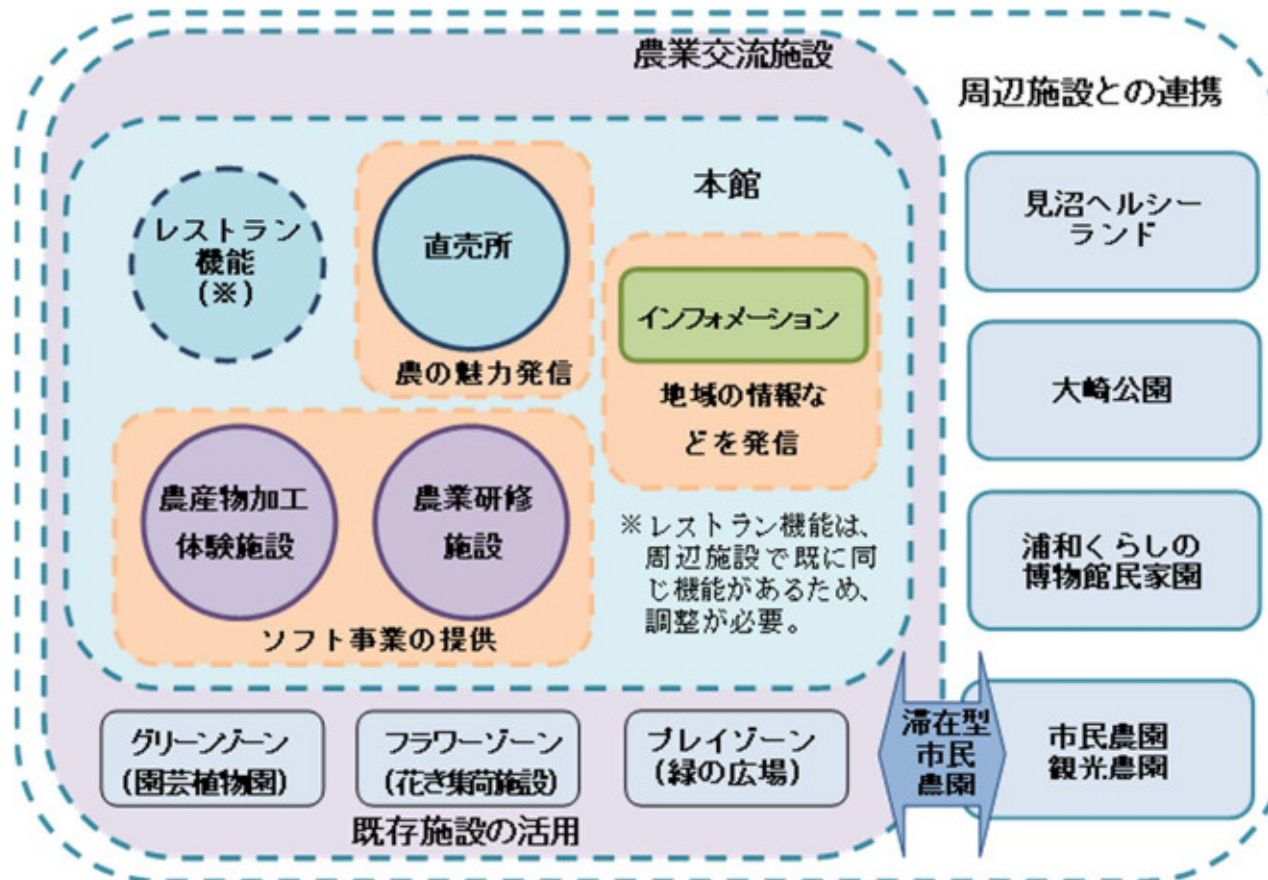 農業交流施設
周辺施設との連携
本館
レストラン
機能
(※)
直売所
農の魅力発信
インフォメーション
地域の情報な
どを発信
農産物加工
体験施設
農業研修
施設
ソフト事業の提供
※レストラン機能は、
周辺施設で既に同
じ機能があるため、
調整が必要。
グリーンゾーン
(園芸植物園)
フラワーゾーン
(花き集荷施設)
プレイゾーン
(緑の広場)
既存施設の活用
滞在型
市民
農園
見沼ヘルシー
ランド
大崎公園
浦和くらしの
博物館民家園
市民農園
観光農園